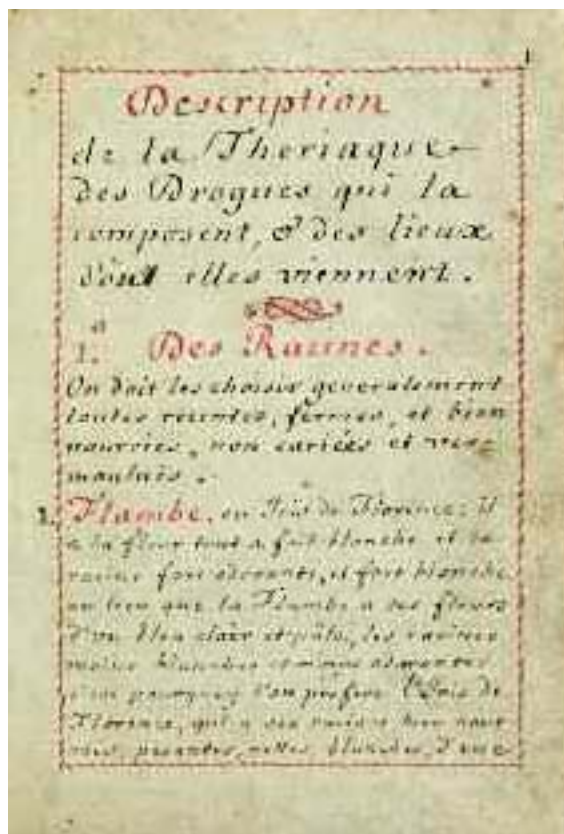 1
Description
de la Theriaque
des Drogues qui la
composent, & des lieux
d'out elles viennent.
1.º Des Racines.
On doit les choisir generalement
toutes recentes, fermes, et bien
nourries, non cariées et ver-
moulues.
1. Flambe, ou Iris de Florence; il
a la fleur tout a fait blanche et la
racine fort odorante, et fort blanche
au lieu que la Flambe a ses fleurs
d'un bleu clair et pâle, les racines
moins blanches et moins odorantes
c'est pourquoy l'on prefere l'Iris de
Florence, qui a ses racines bien nour-
ries, pesantes, nettes, blanches, d'une